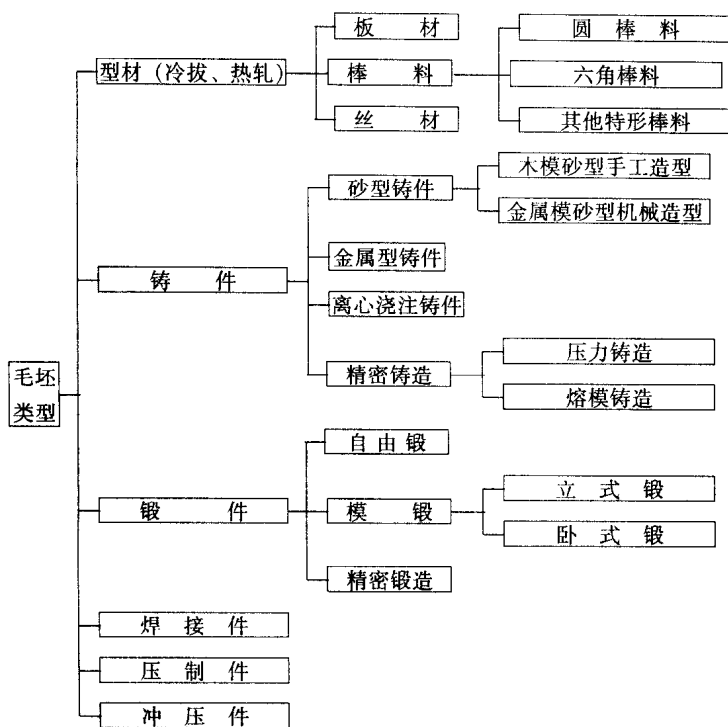 板材
圆棒料
型材（冷拔、热轧）
棒料
六角棒料
丝材
其他特形棒料
木模砂型手工造型
砂型铸件
金属模砂型机械造型
金属型铸件
铸件
离心浇注铸件
压力铸造
精密铸造
熔模铸造
毛坯
类型
自由锻
立式锻
锻件
模锻
卧式锻
精密锻造
焊接件
压制件
冲压件